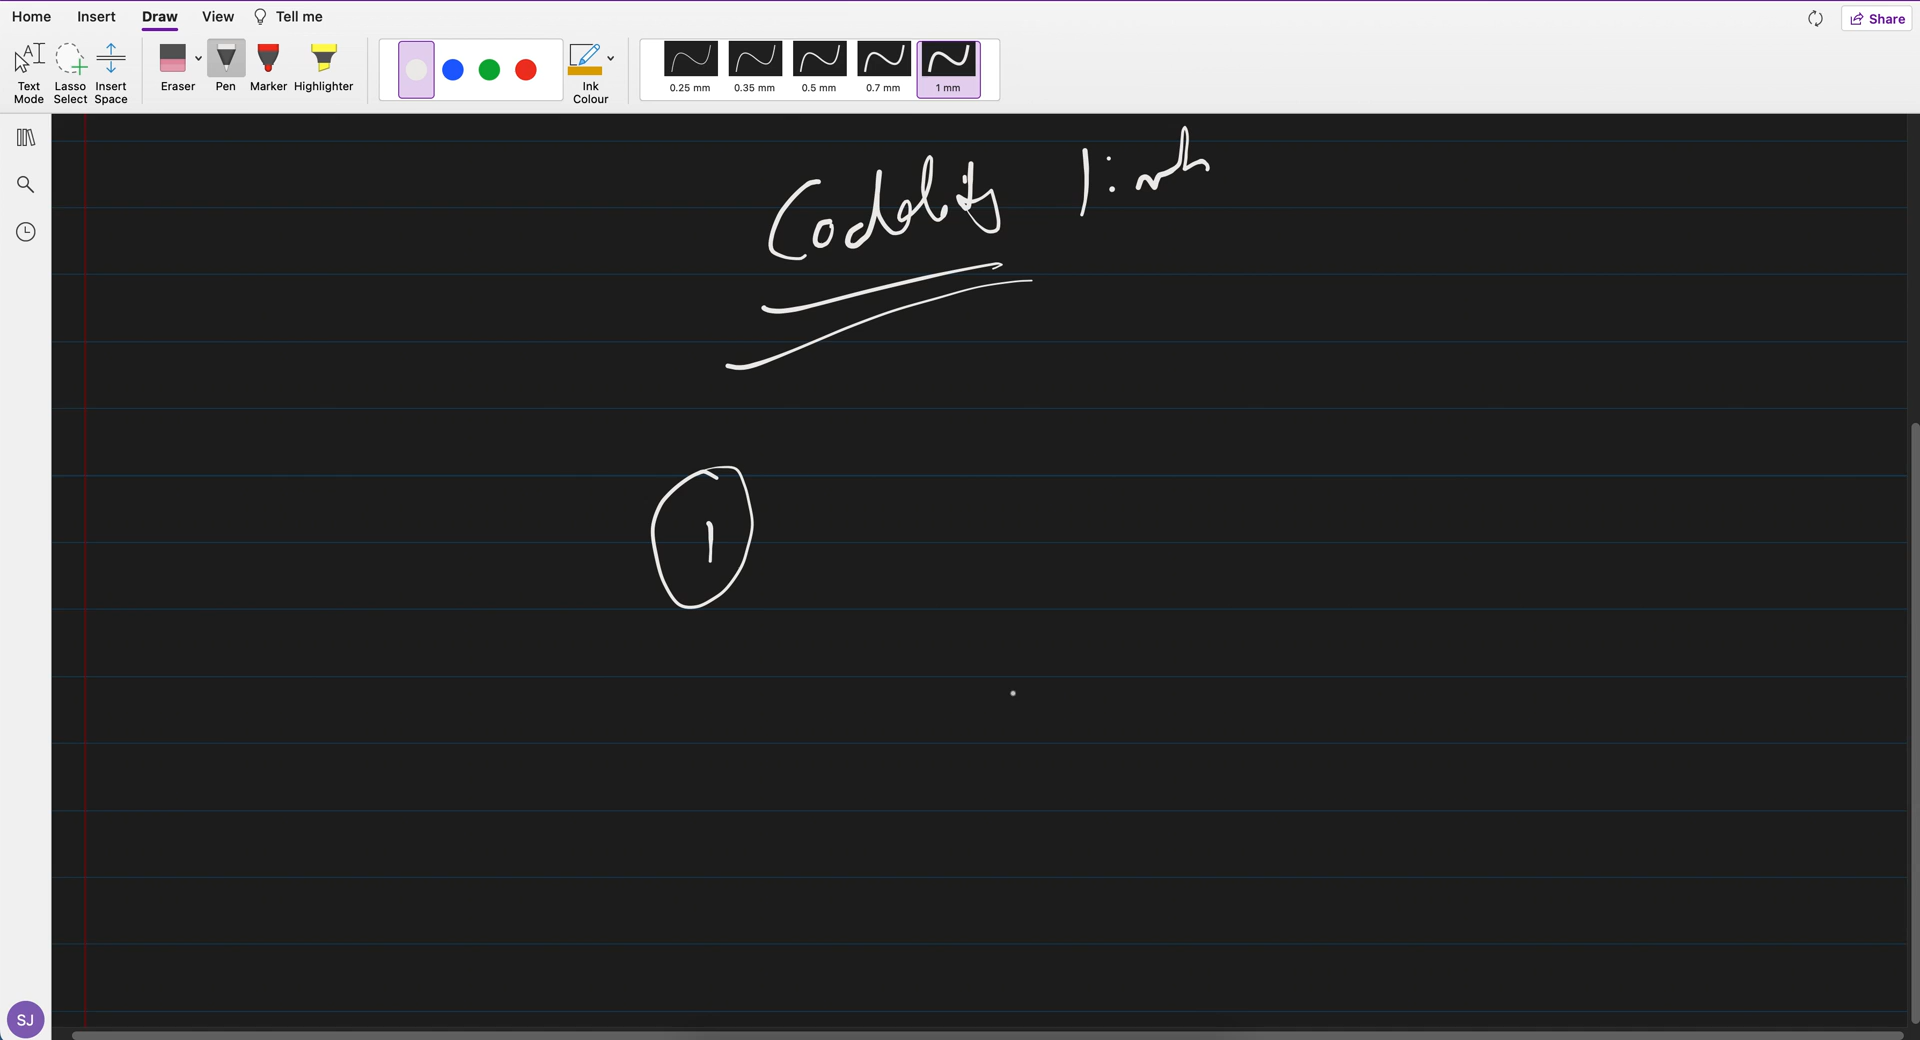 Home Insert Draw View Tell me
Share
Text Mode
Lasso Select
Insert Space
Eraser
Pen
Marker
Highlighter
Ink Colour
0.25 mm
0.35 mm
0.5 mm
0.7 mm
1 mm
Codility
1
SJ